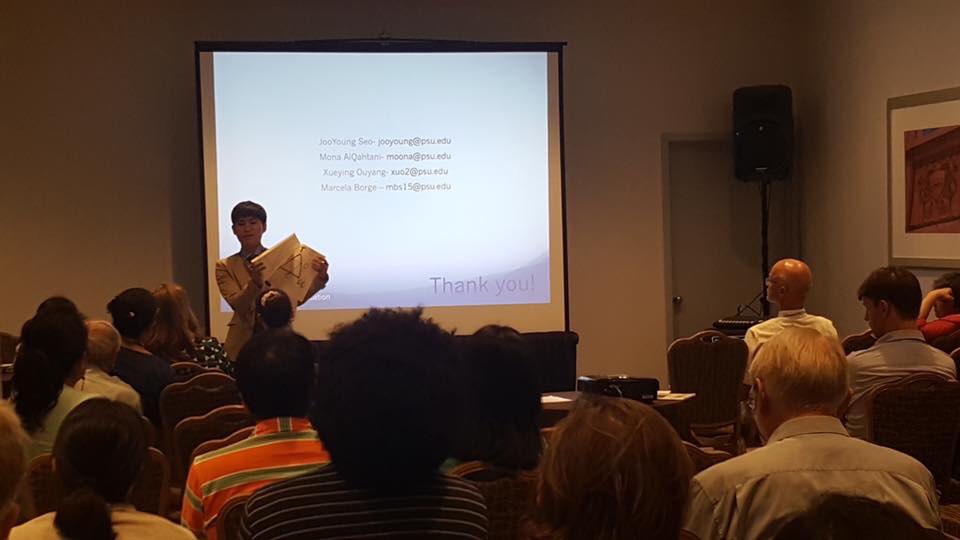 JooYoung Seo- jooyoung@psu.edu
Mona AlQahtani- moona@psu.edu
Xueying Ouyang- xuo2@psu.edu
Marcela Borge – mbs15@psu.edu
Thank you!